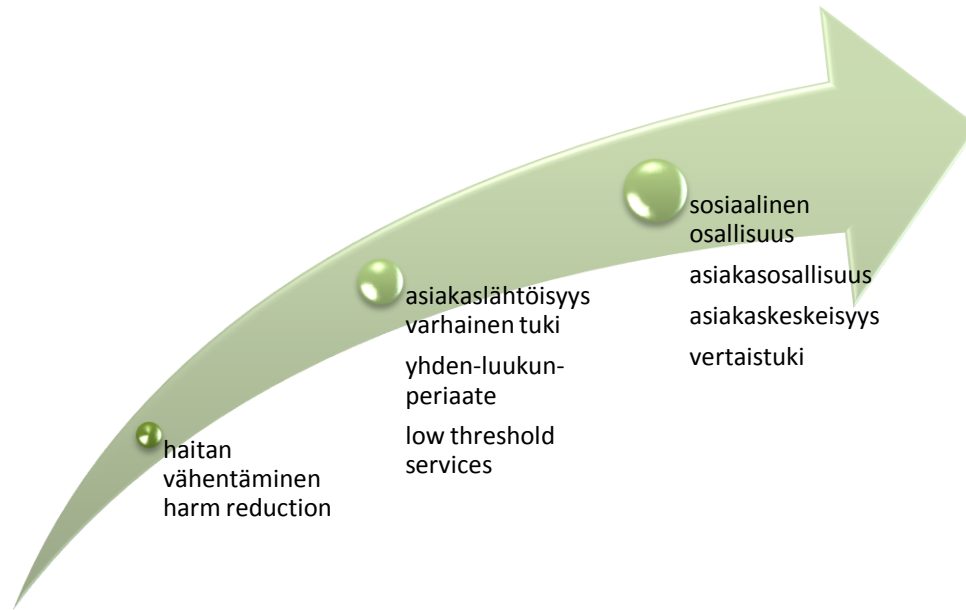 haitan
vähentäminen
harm reduction
asiakaslähtöisyys
varhainen tuki
yhden-luukun-
periaate
low threshold
services
sosiaalinen
osallisuus
asiakasosallisuus
asiakaskeskeisyys
vertaistuki